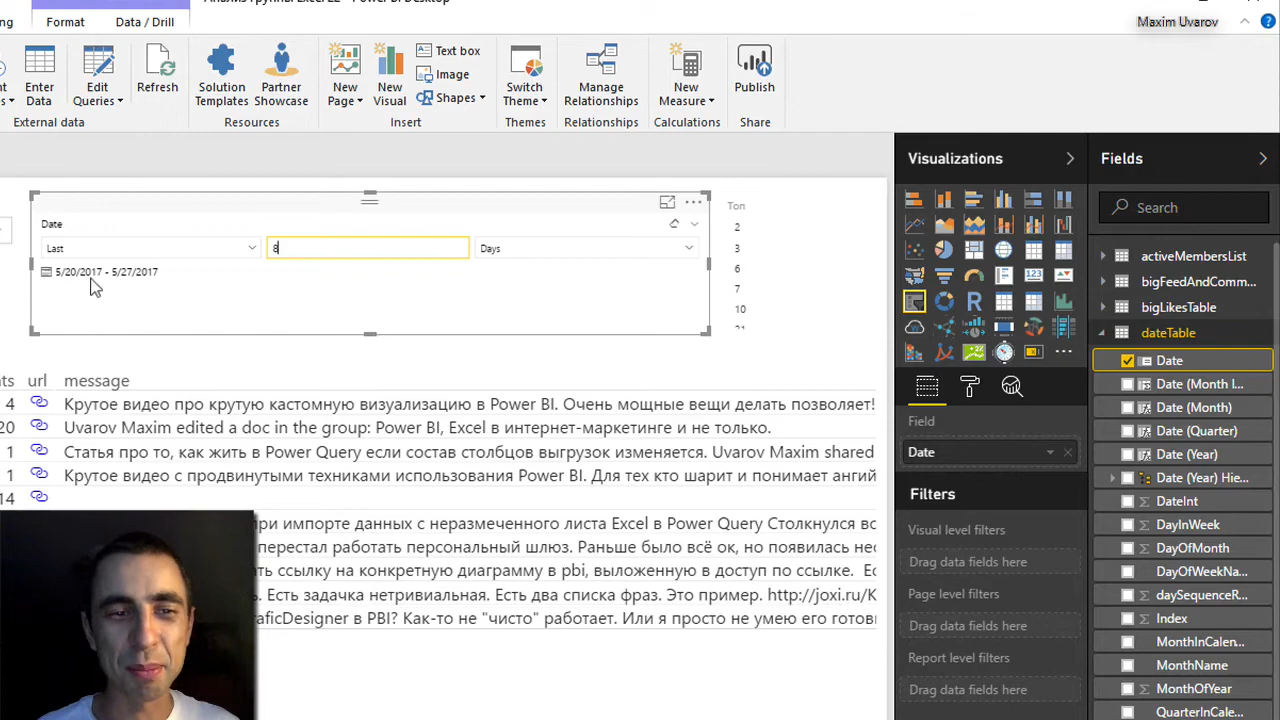 Format
Data / Drill
Maxim Uvarov
Enter
Data
Edit
Queries
Refresh
Solution
Templates
Partner
Showcase
New
Page
New
Visual
Text box
Image
Shapes
Switch
Theme
Manage
Relationships
New
Measure
Publish
External data
Resources
Insert
Themes
Relationships
Calculations
Share
Date
Last
8
Days
5/20/2017 - 5/27/2017
Топ
2
3
6
7
10
url
message
4
Крутое видео про крутую кастомную визуализацию в Power BI. Очень мощные вещи делать позволяет!
20
Uvarov Maxim edited a doc in the group: Power BI, Excel в интернет-маркетинге и не только.
1
Статья про то, как жить в Power Query если состав столбцов выгрузок изменяется. Uvarov Maxim shared
1
Крутое видео с продвинутыми техниками использования Power BI. Для тех кто шарит и понимает ангий
14
при импорте данных с неразмеченного листа Excel в Power Query Столкнулся вс
перестал работать персональный шлюз. Раньше было всё ок, но появилась нес
ать ссылку на конкретную диаграмму в pbi, выложенную в доступ по ссылке. Ес
ь. Есть задачка нетривиальная. Есть два списка фраз. Это пример. http://joxi.ru/K
aficDesigner в PBI? Как-то не "чисто" работает. Или я просто не умею его готови
Visualizations
Field
Date
Filters
Visual level filters
Drag data fields here
Page level filters
Drag data fields here
Report level filters
Drag data fields here
Fields
Search
activeMembersList
bigFeedAndComm...
bigLikesTable
dateTable
Date
Date (Month I...
Date (Month)
Date (Quarter)
Date (Year)
Date (Year) Hie...
DateInt
DayInWeek
DayOfMonth
DayOfWeekNa...
daySequenceR...
Index
MonthInCalen...
MonthName
MonthOfYear
QuarterInCale...